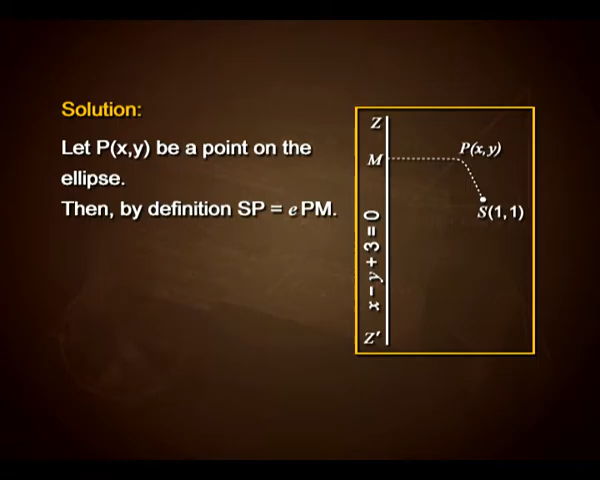 Solution:
Let P(x,y) be a point on the
ellipse.
Then, by definition SP = e PM.
Z
P(x, y)
M
S(1, 1)
x − y + 3 = 0
Z′